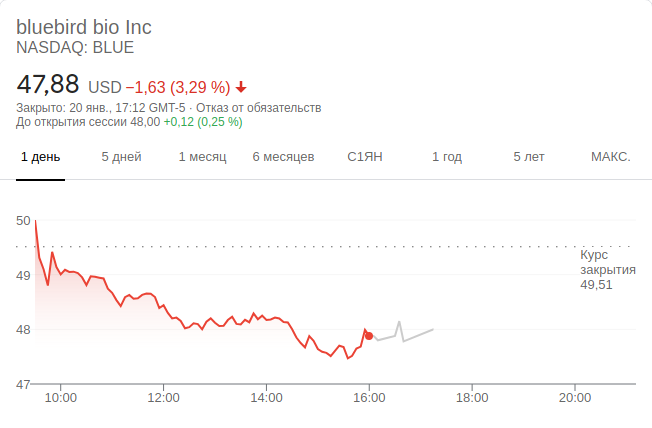 bluebird bio Inc
NASDAQ: BLUE
47,88 USD −1,63 (3,29 %)
Закрыто: 20 янв., 17:12 GMT-5 · Отказ от обязательств
До открытия сессии 48,00 +0,12 (0,25 %)
1 день 5 дней 1 месяц 6 месяцев С1ЯН 1 год 5 лет МАКС.
50
Курс
закрытия
49,51
49
48
47
10:00 12:00 14:00 16:00 18:00 20:00